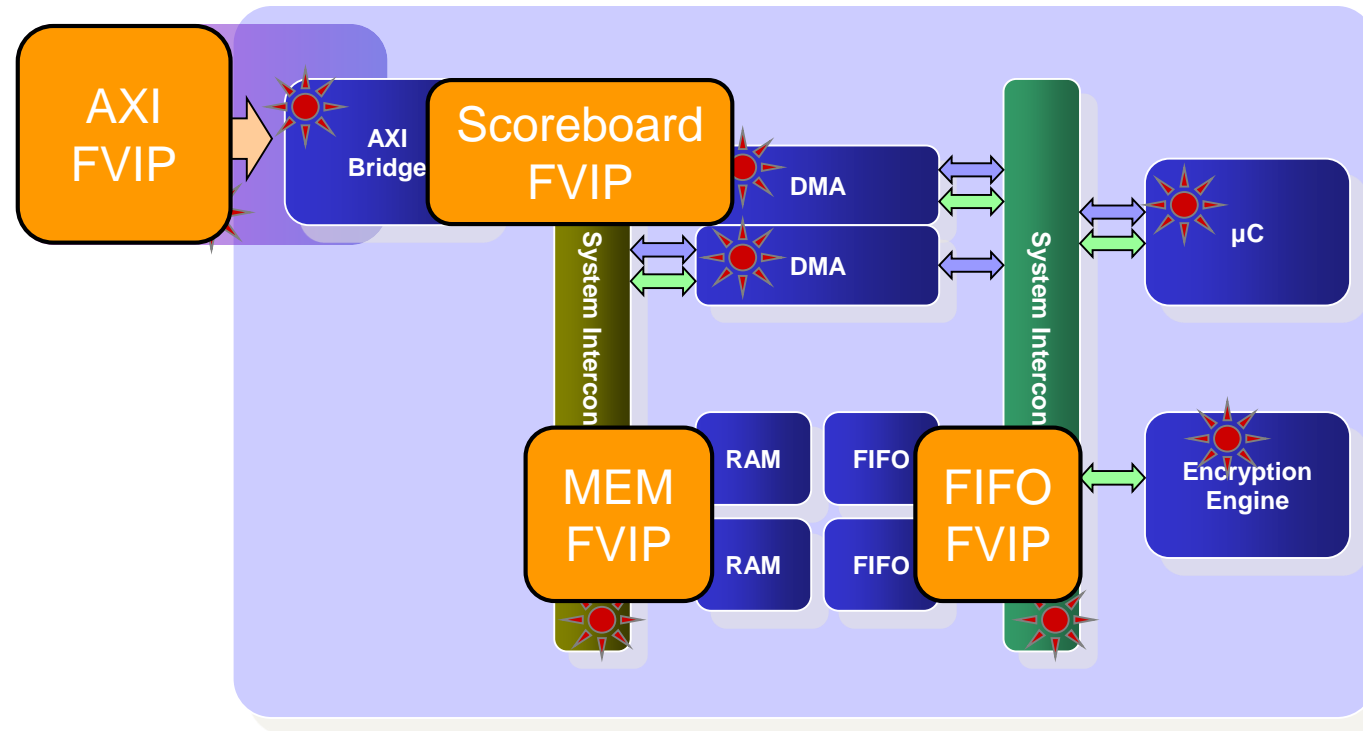 AXI
FVIP
AXI
Bridge
Scoreboard
FVIP
DMA
DMA
µC
System Intercon
System Intercon
MEM
FVIP
RAM
FIFO
RAM
FIFO
FIFO
FVIP
Encryption
Engine